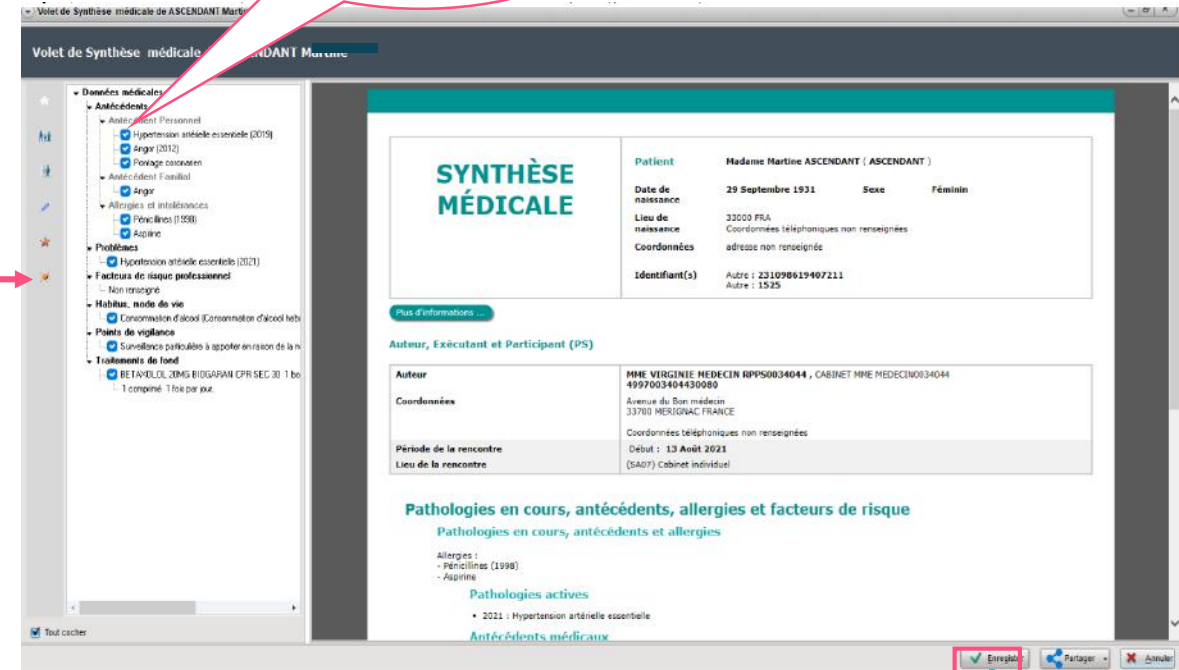 Volet de Synthèse médicale de ASCENDANT Marti
Volet de Synthèse médicale ENDANT Martine
Données médicales
Antécédents
Antécédent Personnel
Hypertension artérielle essentielle (2019)
Angor (2012)
Pontage coronarien
Antécédent Familial
Angor
Allergies et intolérances
Pénicillines (1998)
Aspirine
Problèmes
Hypertension artérielle essentielle (2021)
Facteurs de risque professionnel
Non renseigné
Habitus, mode de vie
Consommation d'alcool (Consommation d'alcool heb
Points de vigilance
Surveillance particulière à apporter en raison de la n
Traitements de fond
BETAXOLOL 20MG BIOGARAN CPR SEC 30 1 bo
1 comprimé 1 fois par jour.
Tout cocher
SYNTHÈSE
MÉDICALE
Patient Madame Martine ASCENDANT ( ASCENDANT )
Date de naissance 29 Septembre 1931 Sexe Féminin
Lieu de naissance 33000 FRA
Coordonnées téléphoniques non renseignées
Coordonnées adresse non renseignée
Identifiant(s) Autre : 231098619407211
Autre : 1525
Plus d'informations ...
Auteur, Exécutant et Participant (PS)
Auteur MME VIRGINIE MEDECIN RPPS0034044 , CABINET MME MEDECIN0034044
4997003404430080
Coordonnées Avenue du Bon médecin
33700 MERIGNAC FRANCE
Coordonnées téléphoniques non renseignées
Période de la rencontre Début : 13 Août 2021
Lieu de la rencontre (SA07) Cabinet individuel
Pathologies en cours, antécédents, allergies et facteurs de risque
Pathologies en cours, antécédents et allergies
Allergies :
- Pénicillines (1998)
- Aspirine
Pathologies actives
• 2021 : Hypertension artérielle essentielle
Antécédents médicaux
Enregistrer Partager Annuler